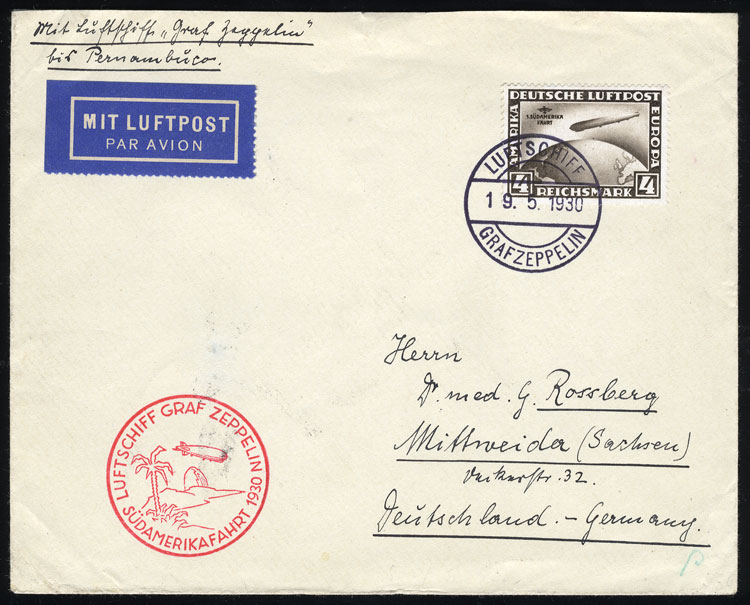 Mit Luftschiff "Graf Zeppelin"
bis Pernambuco.
MIT LUFTPOST
PAR AVION
DEUTSCHE LUFTPOST
AMERIKA
EUROPA
1. SÜDAMERIKA
FAHRT
4 REICHSMARK 4
LUFTSCHIFF
19. 5. 1930
GRAF ZEPPELIN
Herrn
Dr. med. G. Rossberg
Mittweida (Sachsen)
32.
Deutschland. - Germany.
LUFTSCHIFF GRAF ZEPPELIN
SÜDAMERIKAFAHRT 1930